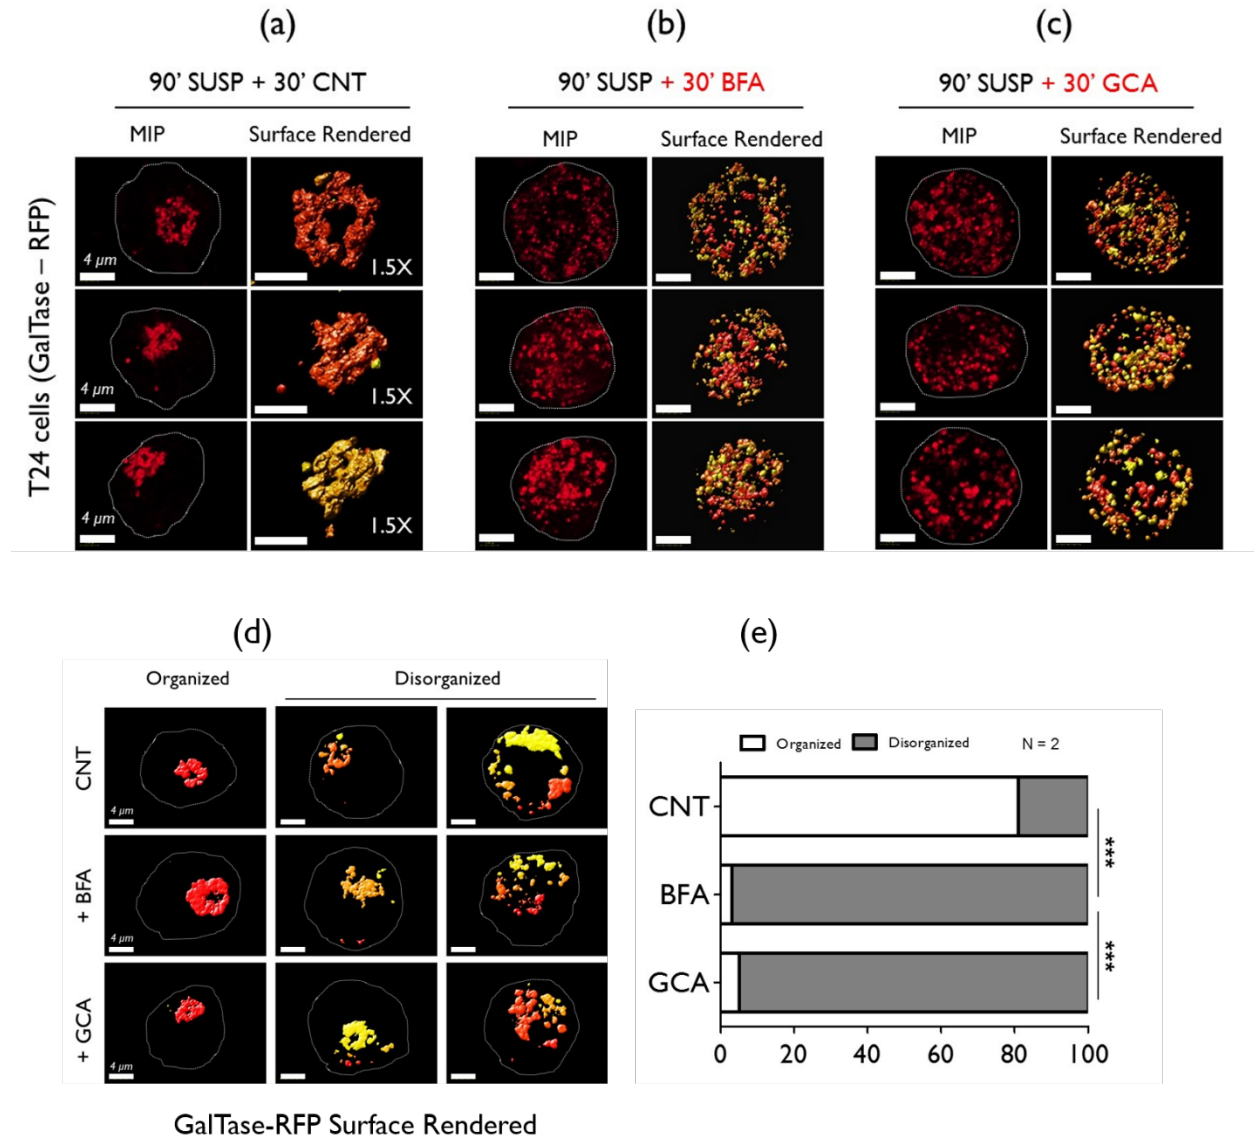 (a) (b) (c)
90' SUSP + 30' CNT 90' SUSP + 30' BFA 90' SUSP + 30' GCA
MIP Surface Rendered MIP Surface Rendered MIP Surface Rendered
T24 cells (GalTase – RFP)
4 µm 1.5X
4 µm 1.5X
4 µm 1.5X
(d) (e)
Organized Disorganized
CNT
4 µm
+ BFA
4 µm
+ GCA
4 µm
GalTase-RFP Surface Rendered
Organized Disorganized N = 2
CNT
***
BFA
***
GCA
0 20 40 60 80 100